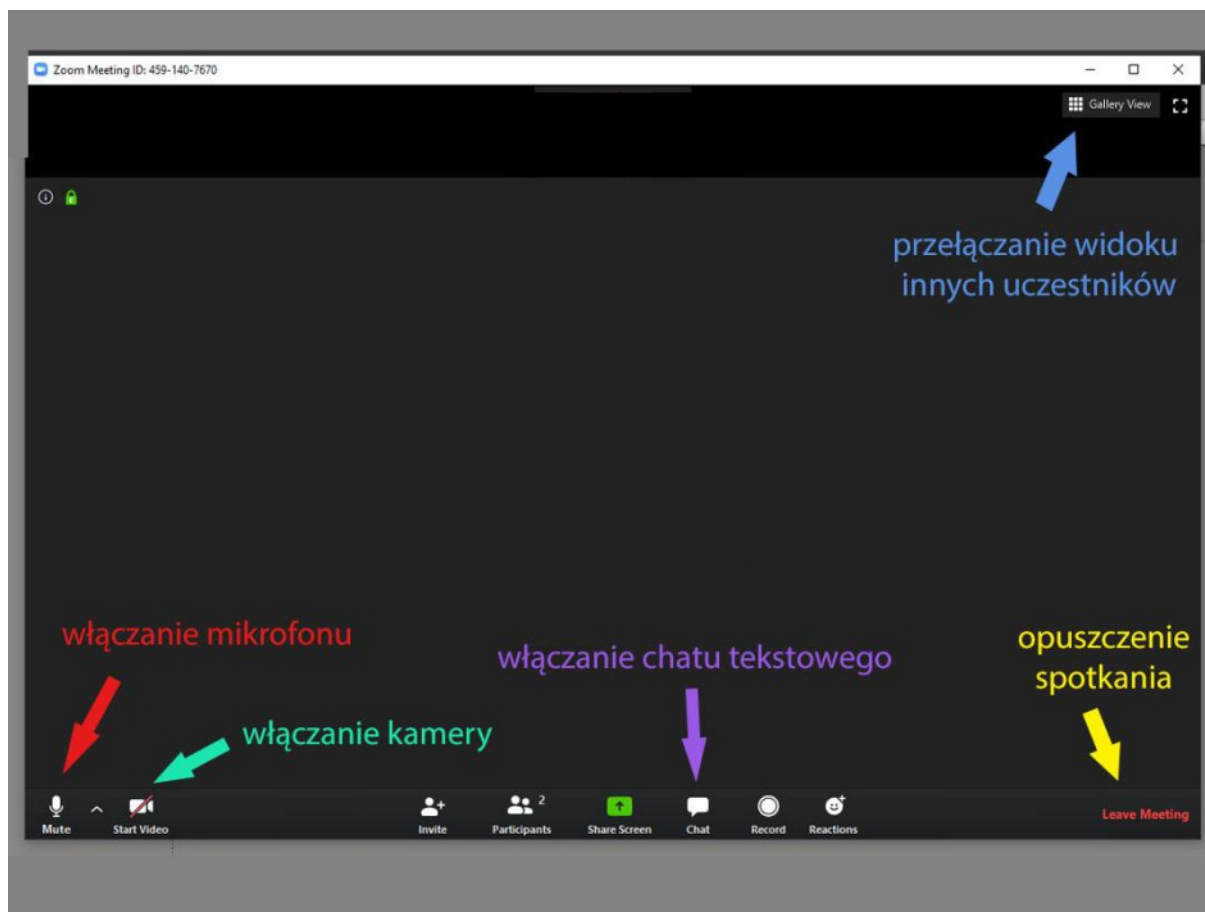 Zoom Meeting ID: 459-140-7670
Gallery View
przełączanie widoku
innych uczestników
włączanie mikrofonu
włączanie chatu tekstowego
opuszczenie
spotkania
włączanie kamery
2
Mute
Start Video
Invite
Participants
Share Screen
Chat
Record
Reactions
Leave Meeting